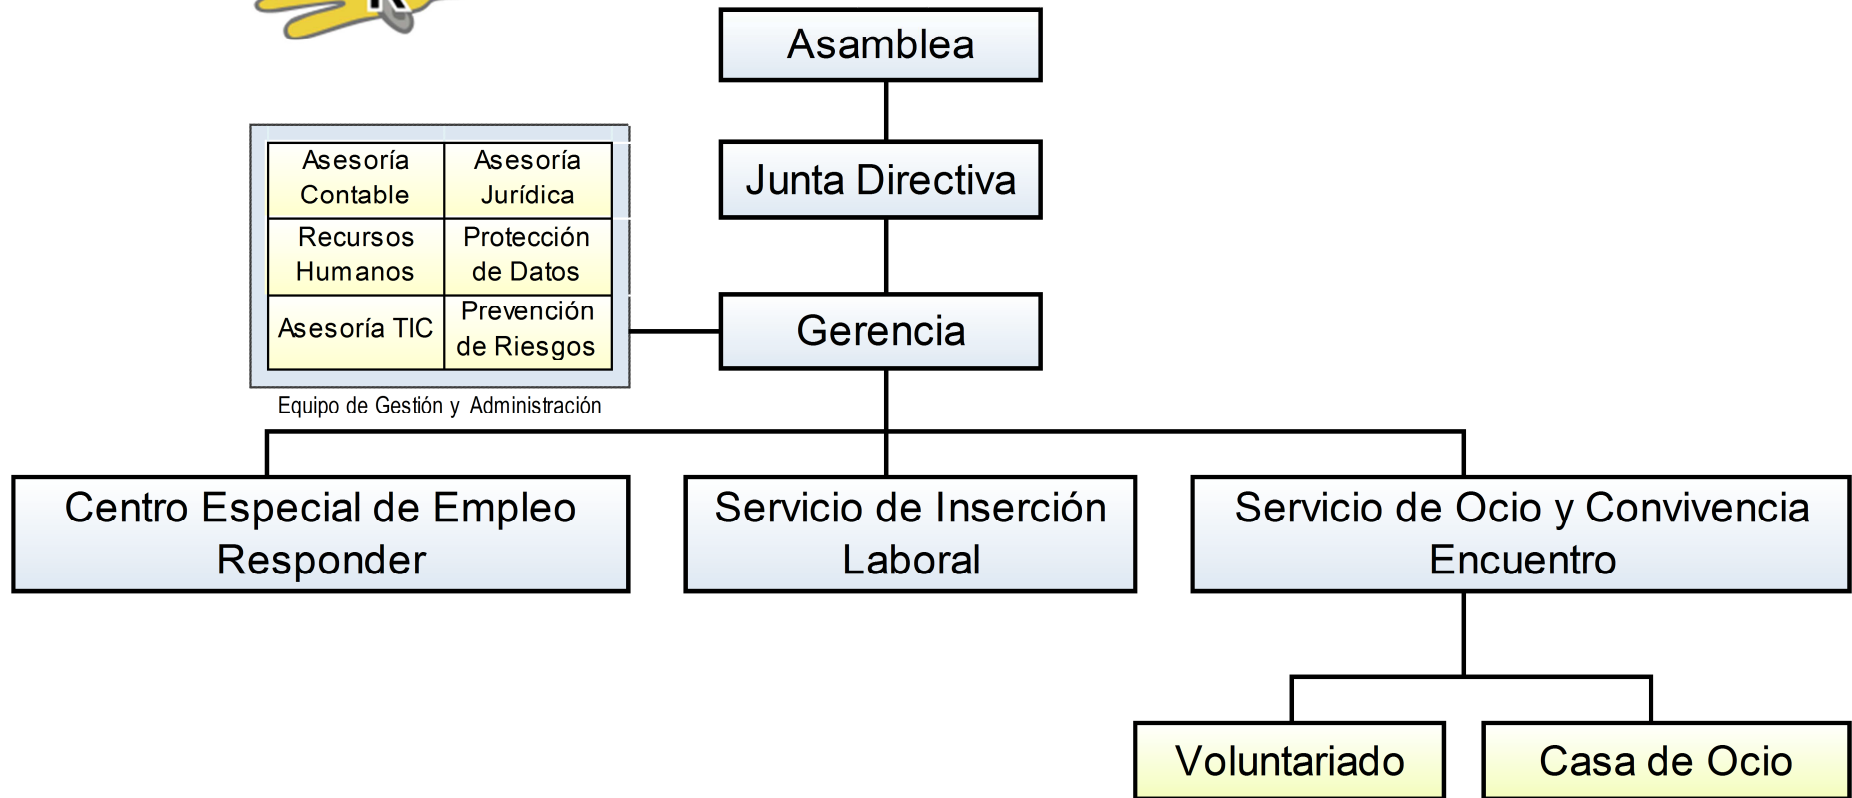 R
Asamblea
Asesoría
Contable
Asesoría
Jurídica
Junta Directiva
Recursos
Humanos
Protección
de Datos
Asesoría TIC
Prevención
de Riesgos
Gerencia
Equipo de Gestión y Administración
Centro Especial de Empleo
Responder
Servicio de Inserción
Laboral
Servicio de Ocio y Convivencia
Encuentro
Voluntariado
Casa de Ocio